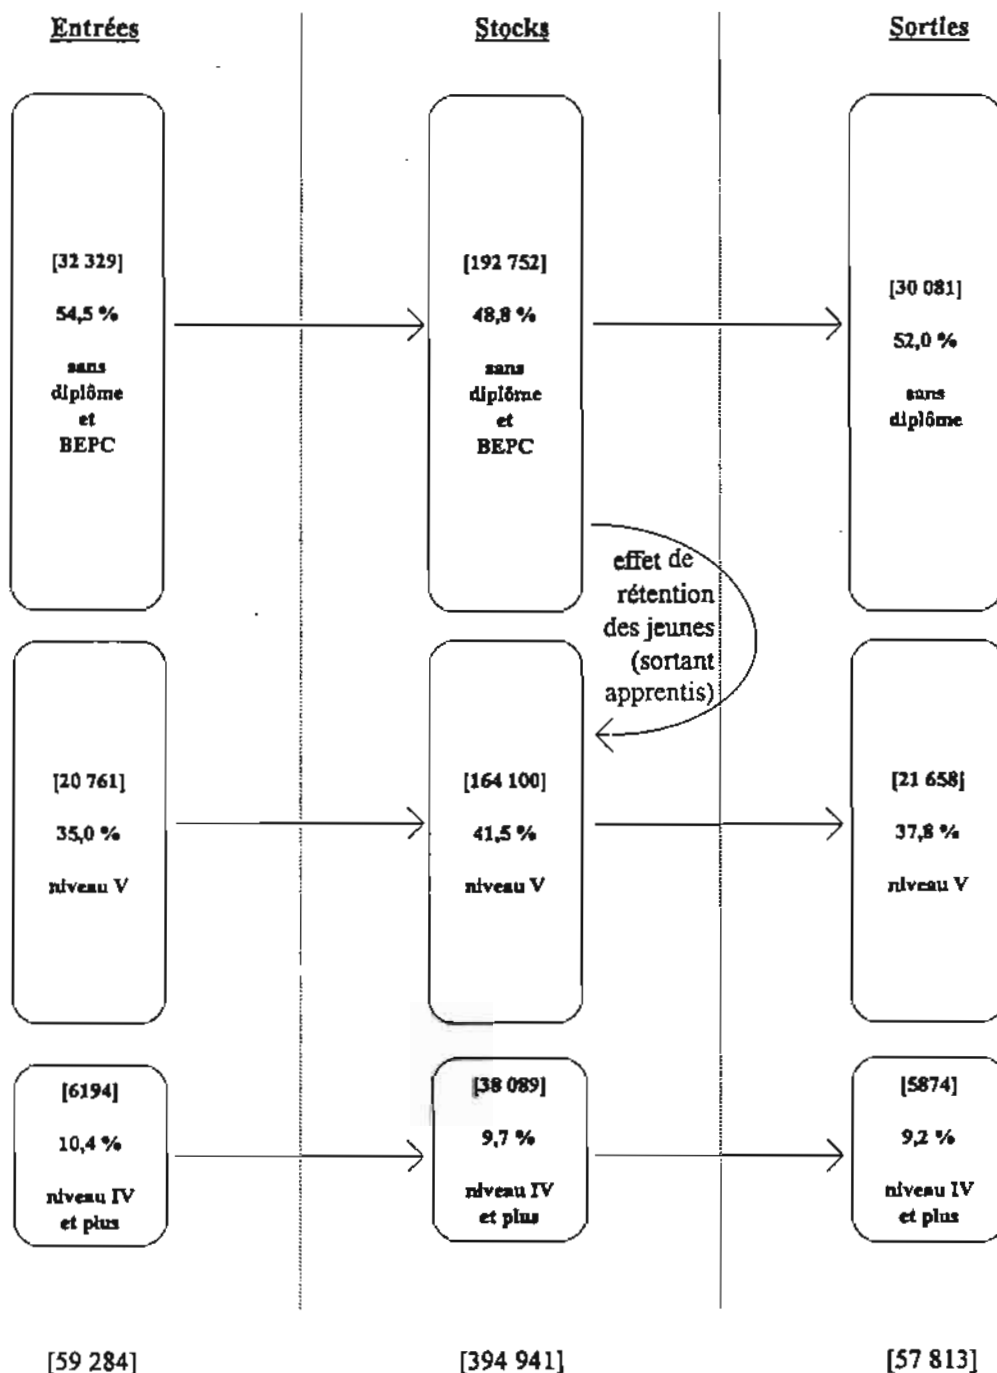 Entrées
Stocks
Sorties
[32 329]
54,5 %
sans
diplôme
et
BEPC
[192 752]
48,8 %
sans
diplôme
et
BEPC
[30 081]
52,0 %
sans
diplôme
effet de
rétention
des jeunes
(sortant
apprentis)
[20 761]
35,0 %
niveau V
[164 100]
41,5 %
niveau V
[21 658]
37,8 %
niveau V
[6194]
10,4 %
niveau IV
et plus
[38 089]
9,7 %
niveau IV
et plus
[5874]
9,2 %
niveau IV
et plus
[59 284]
[394 941]
[57 813]